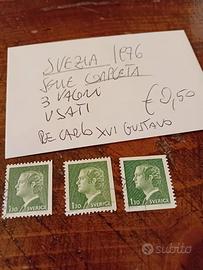 SVEZIA 1976
SERIE COMPLETA
3 VALORI
USATI
€ 0,50
RE CARLO XVI GUSTAVO
1.30 SVERIGE
1.30 SVERIGE
1.30 SVERIGE
subito